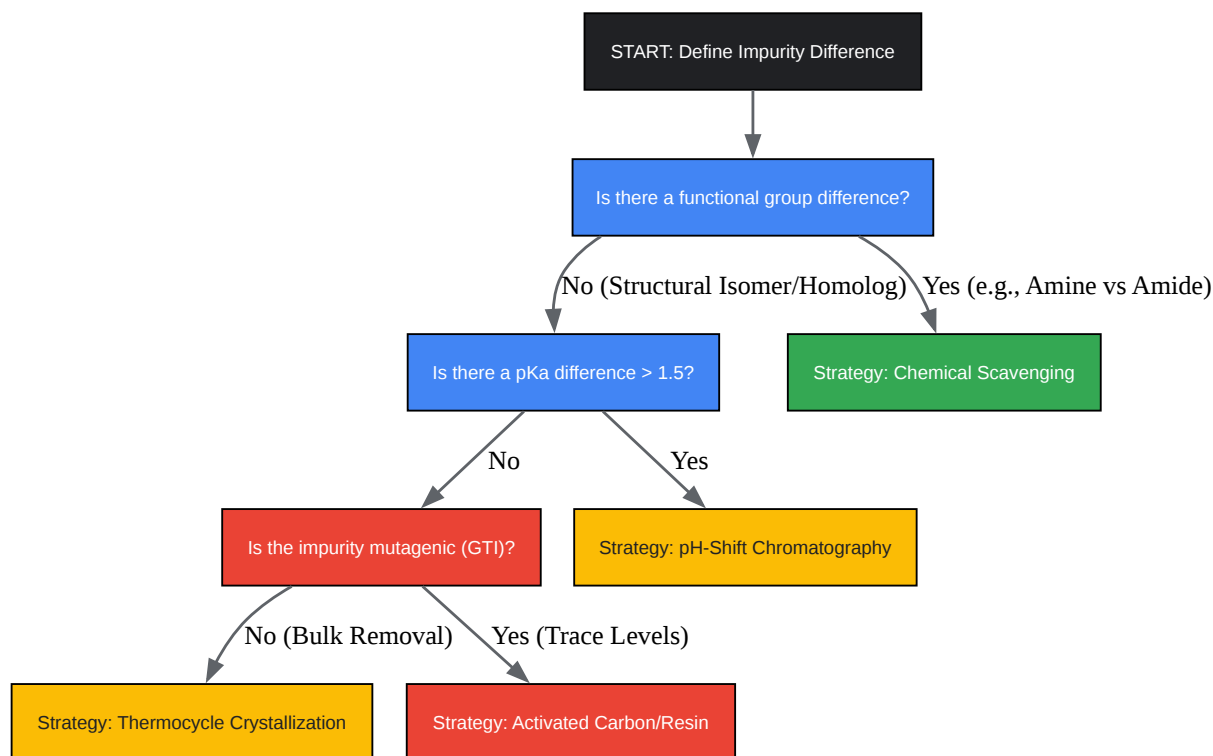 START: Define Impurity Difference
Is there a functional group difference?
No (Structural Isomer/Homolog)
Yes (e.g., Amine vs Amide)
Is there a pKa difference > 1.5?
Strategy: Chemical Scavenging
No
Yes
Is the impurity mutagenic (GTI)?
Strategy: pH-Shift Chromatography
No (Bulk Removal)
Yes (Trace Levels)
Strategy: Thermocycle Crystallization
Strategy: Activated Carbon/Resin